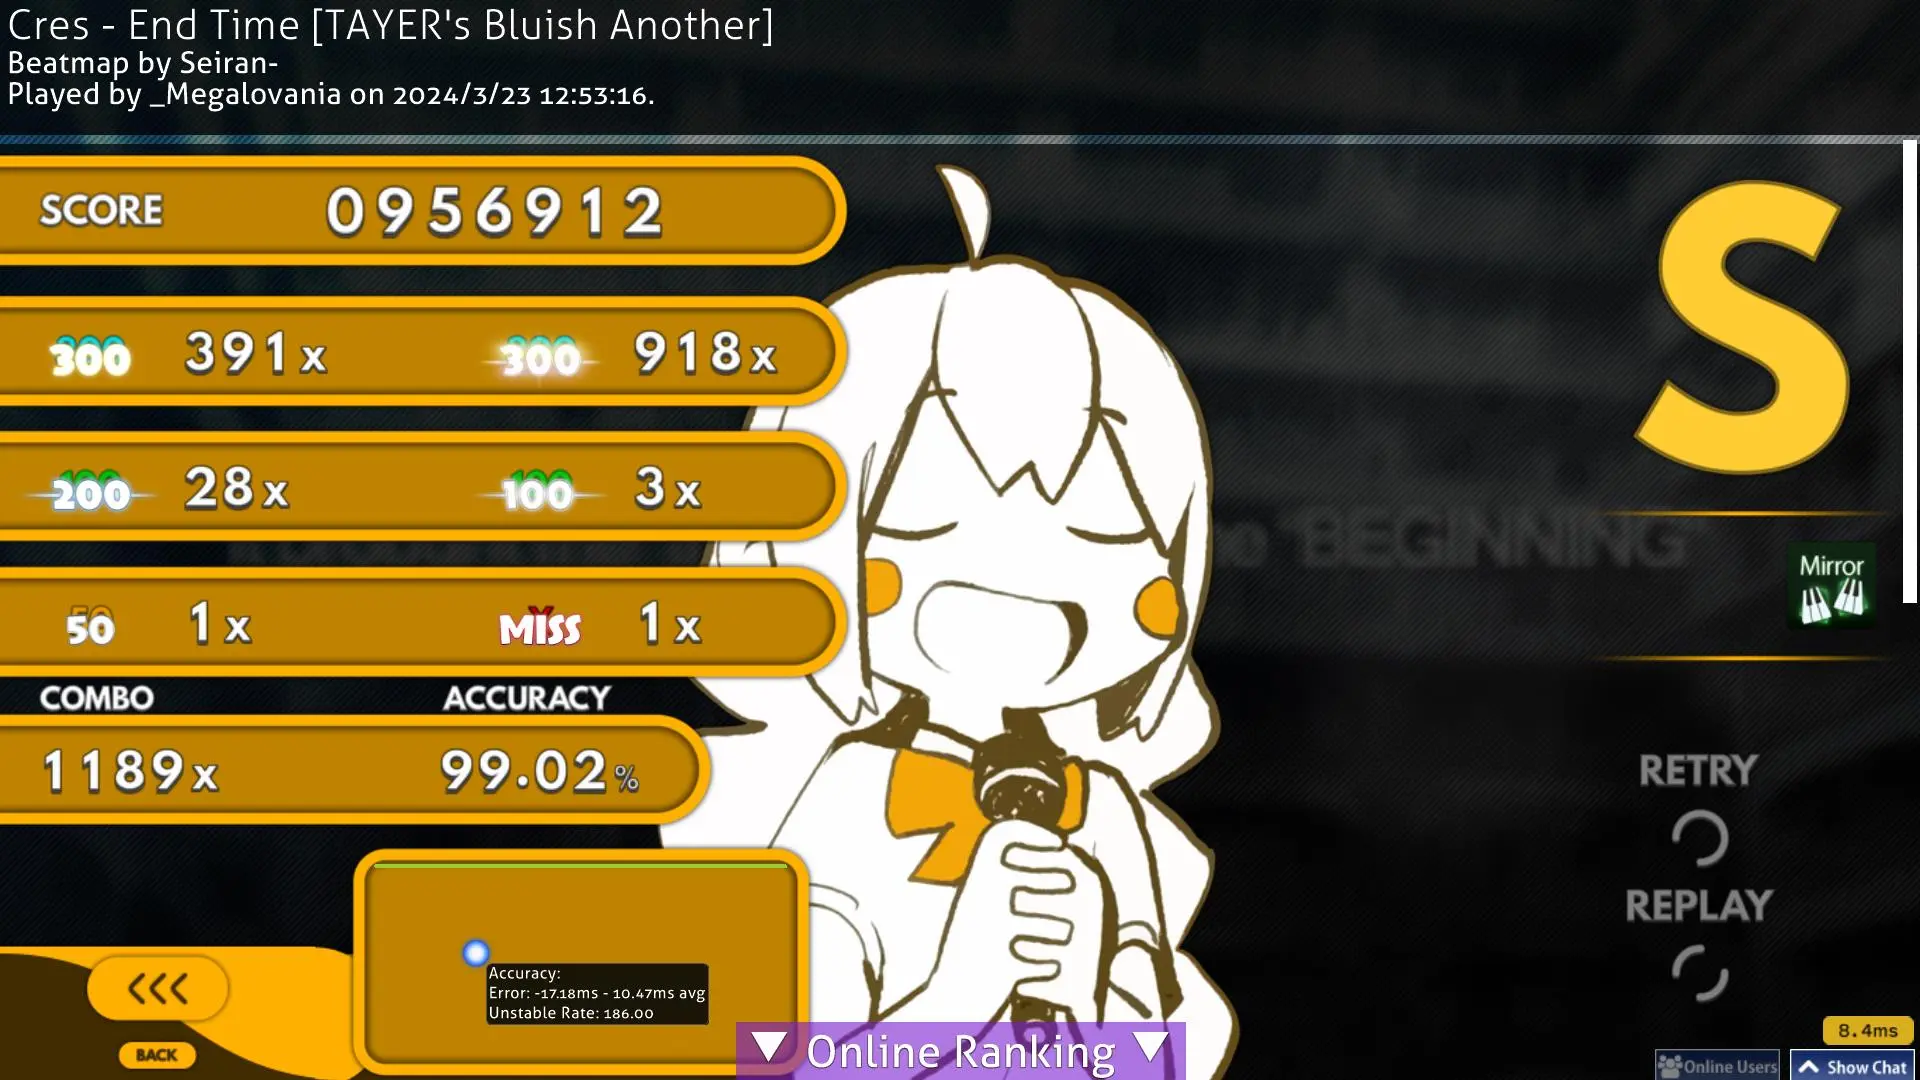 Cres - End Time [TAYER's Bluish Another]
Beatmap by Seiran-
Played by _Megalovania on 2024/3/23 12:53:16.
SCORE 0956912
300 391x 300 918x
200 28x 100 3x
50 1x MISS 1x
COMBO ACCURACY
1189x 99.02%
BEGINNING
Mirror
RETRY
REPLAY
Accuracy:
Error: -17.18ms - 10.47ms avg
Unstable Rate: 186.00
<<<
BACK
▼ Online Ranking ▼
8.4ms
Online Users
Show Chat